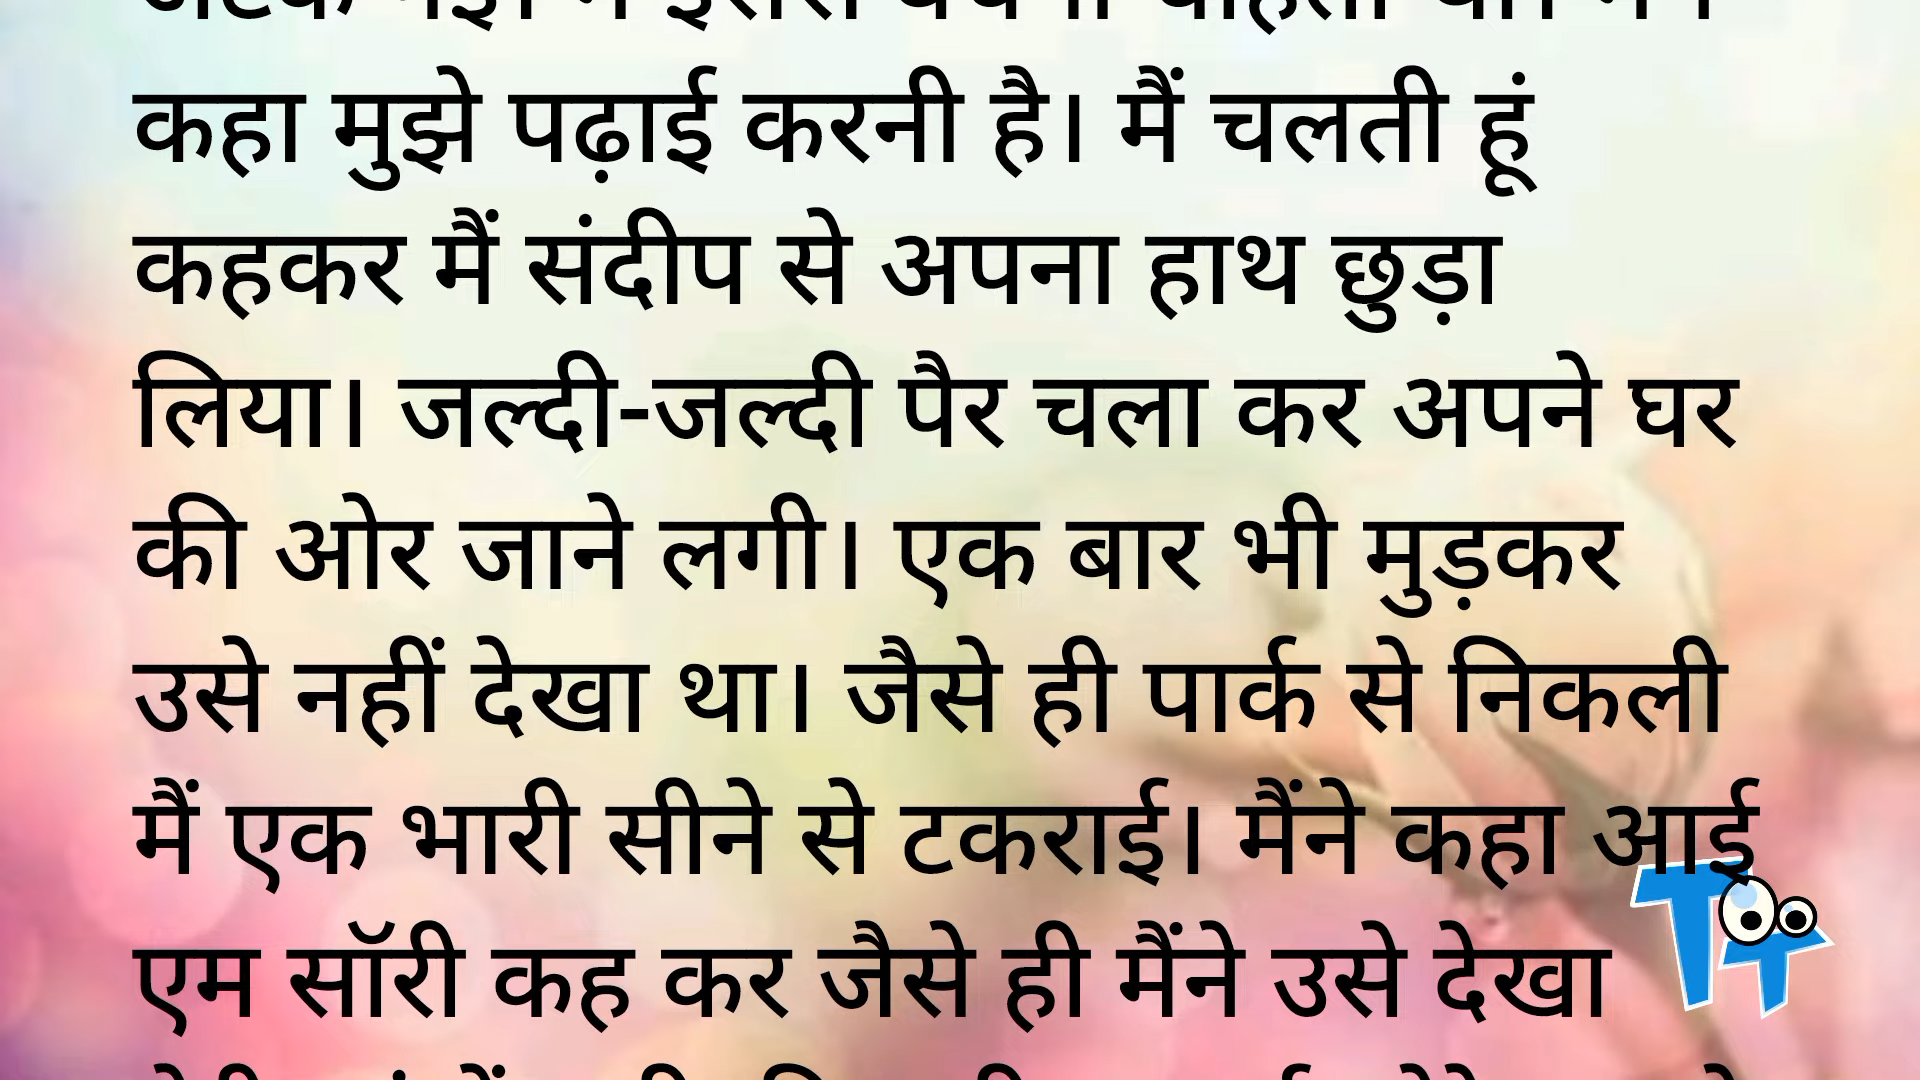 कहा मुझे पढ़ाई करनी है। मैं चलती हूं
कहकर मैं संदीप से अपना हाथ छुड़ा
लिया। जल्दी-जल्दी पैर चला कर अपने घर
की ओर जाने लगी। एक बार भी मुड़कर
उसे नहीं देखा था। जैसे ही पार्क से निकली
मैं एक भारी सीने से टकराई। मैंने कहा आई
एम सॉरी कह कर जैसे ही मैंने उसे देखा
TT